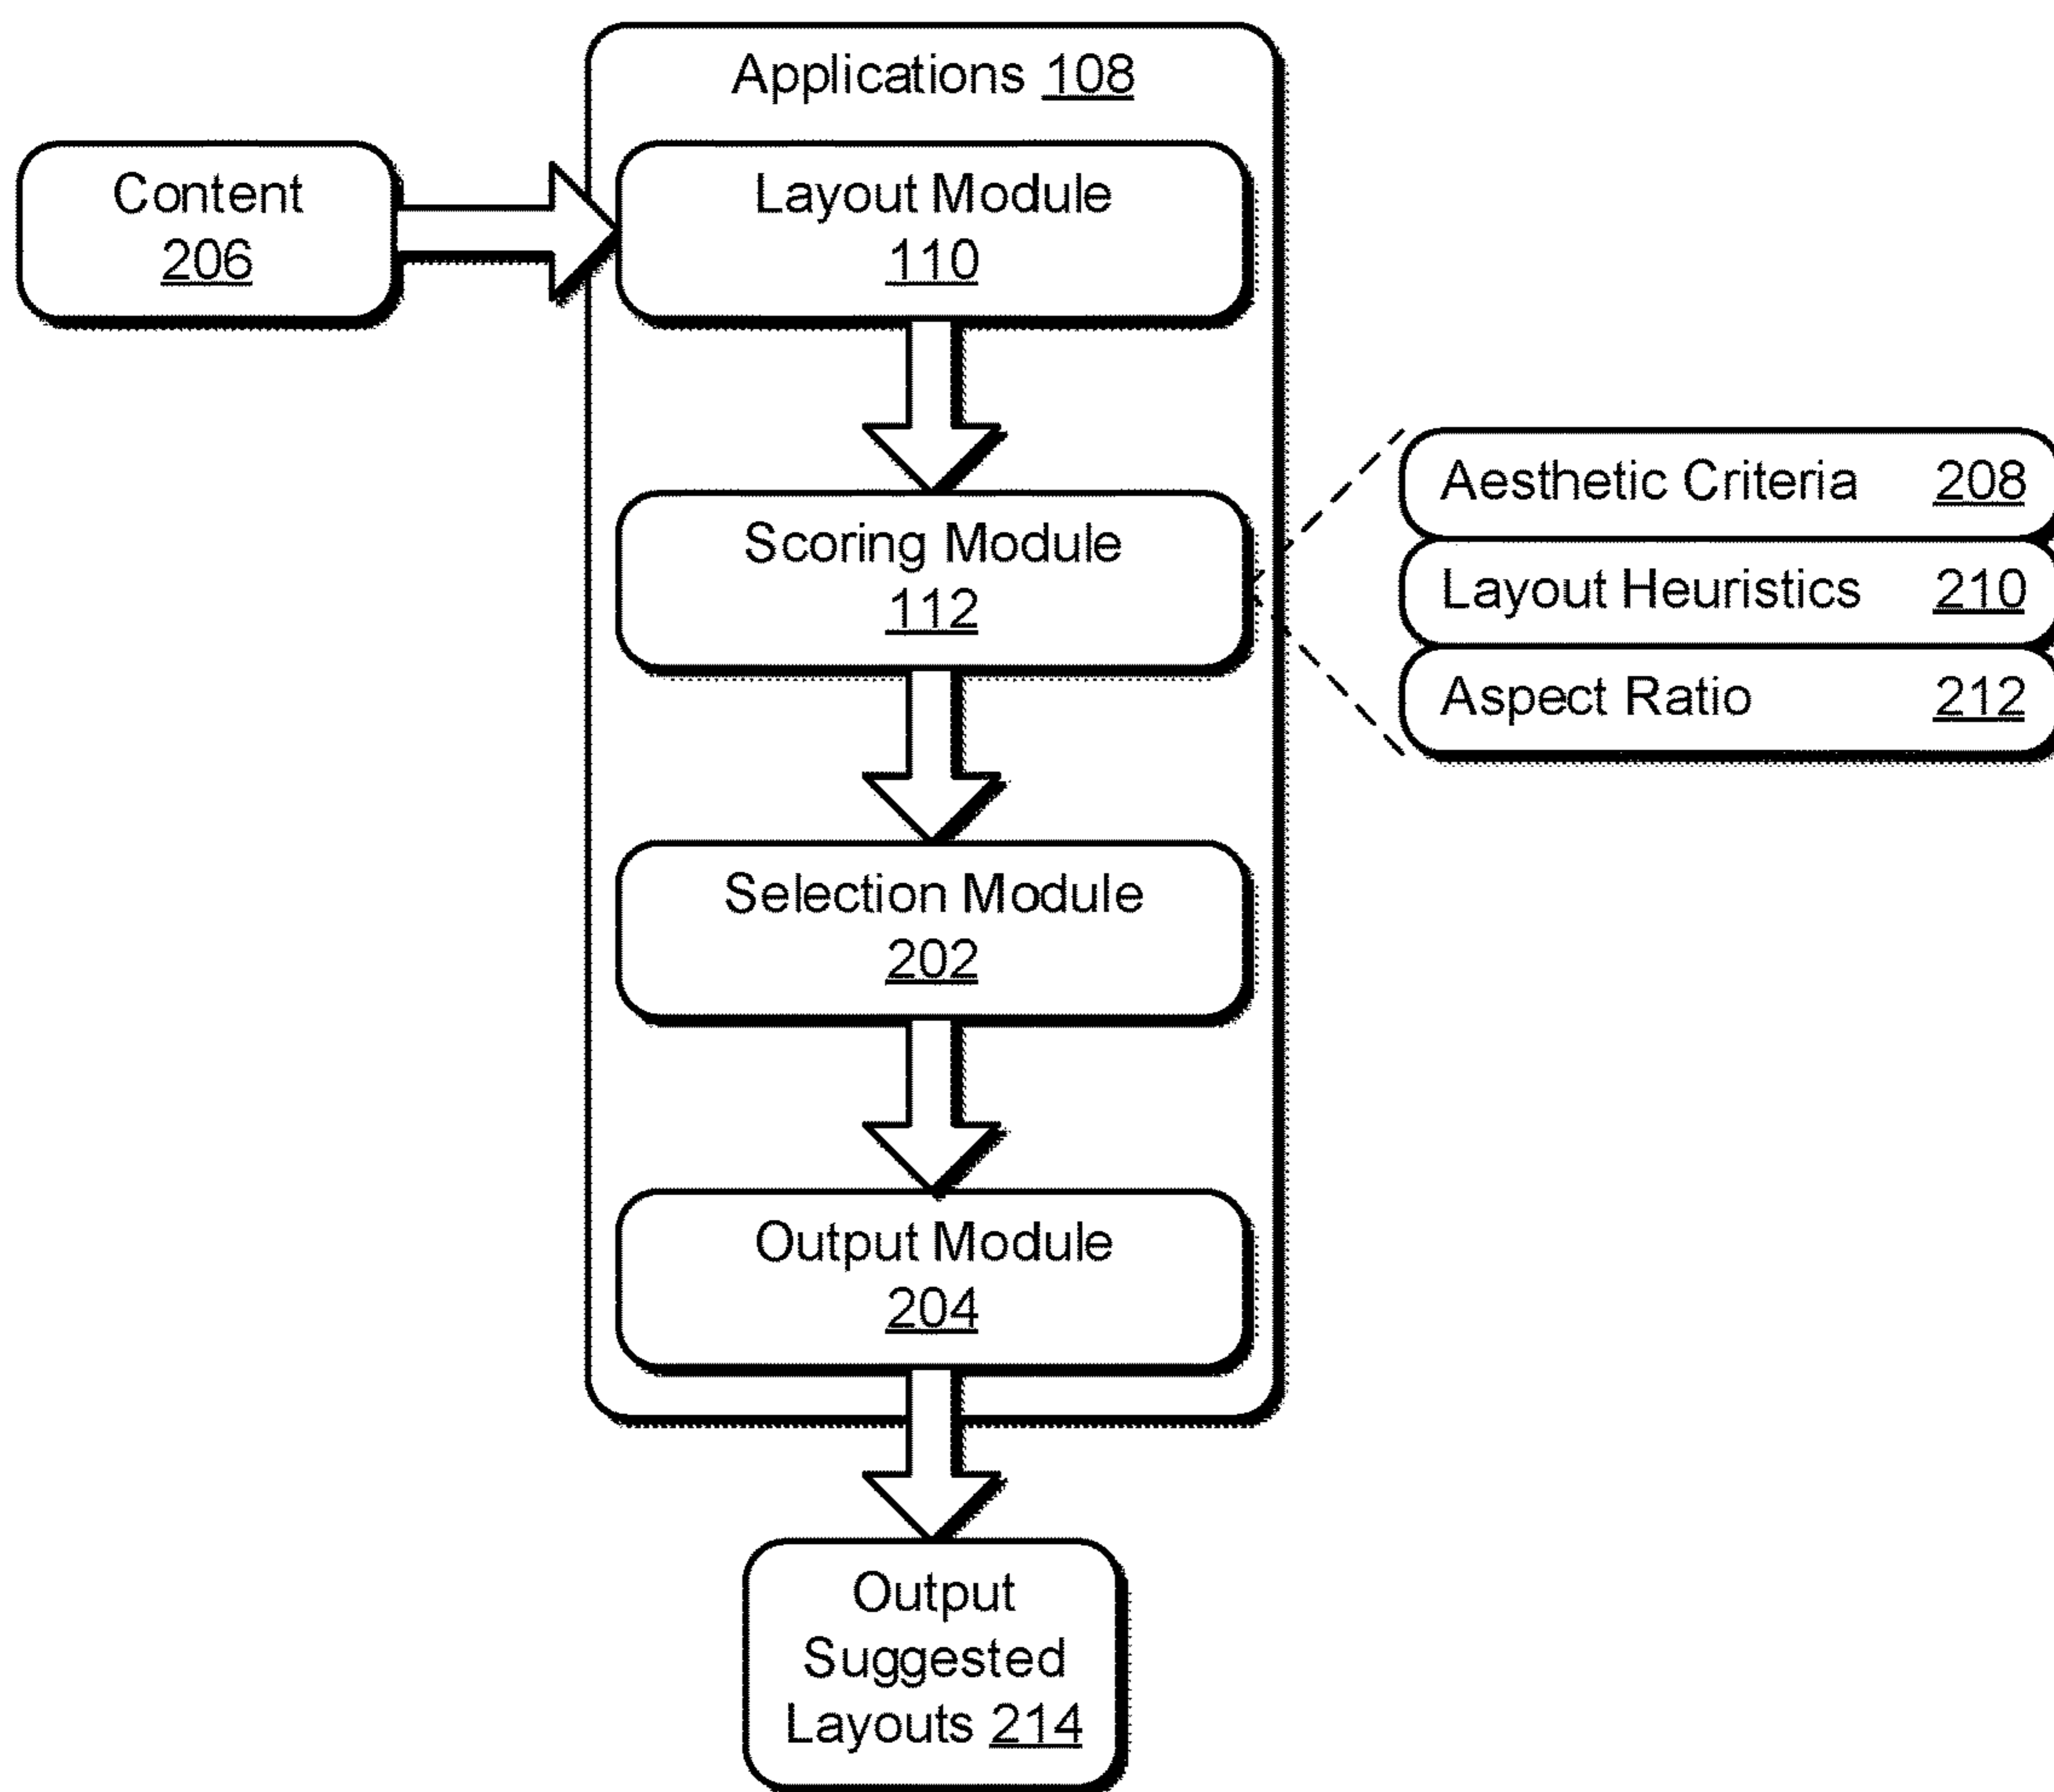 Applications 108
Content
206
Layout Module
110
Scoring Module
112
Aesthetic Criteria 208
Layout Heuristics 210
Aspect Ratio 212
Selection Module
202
Output Module
204
Output
Suggested
Layouts 214